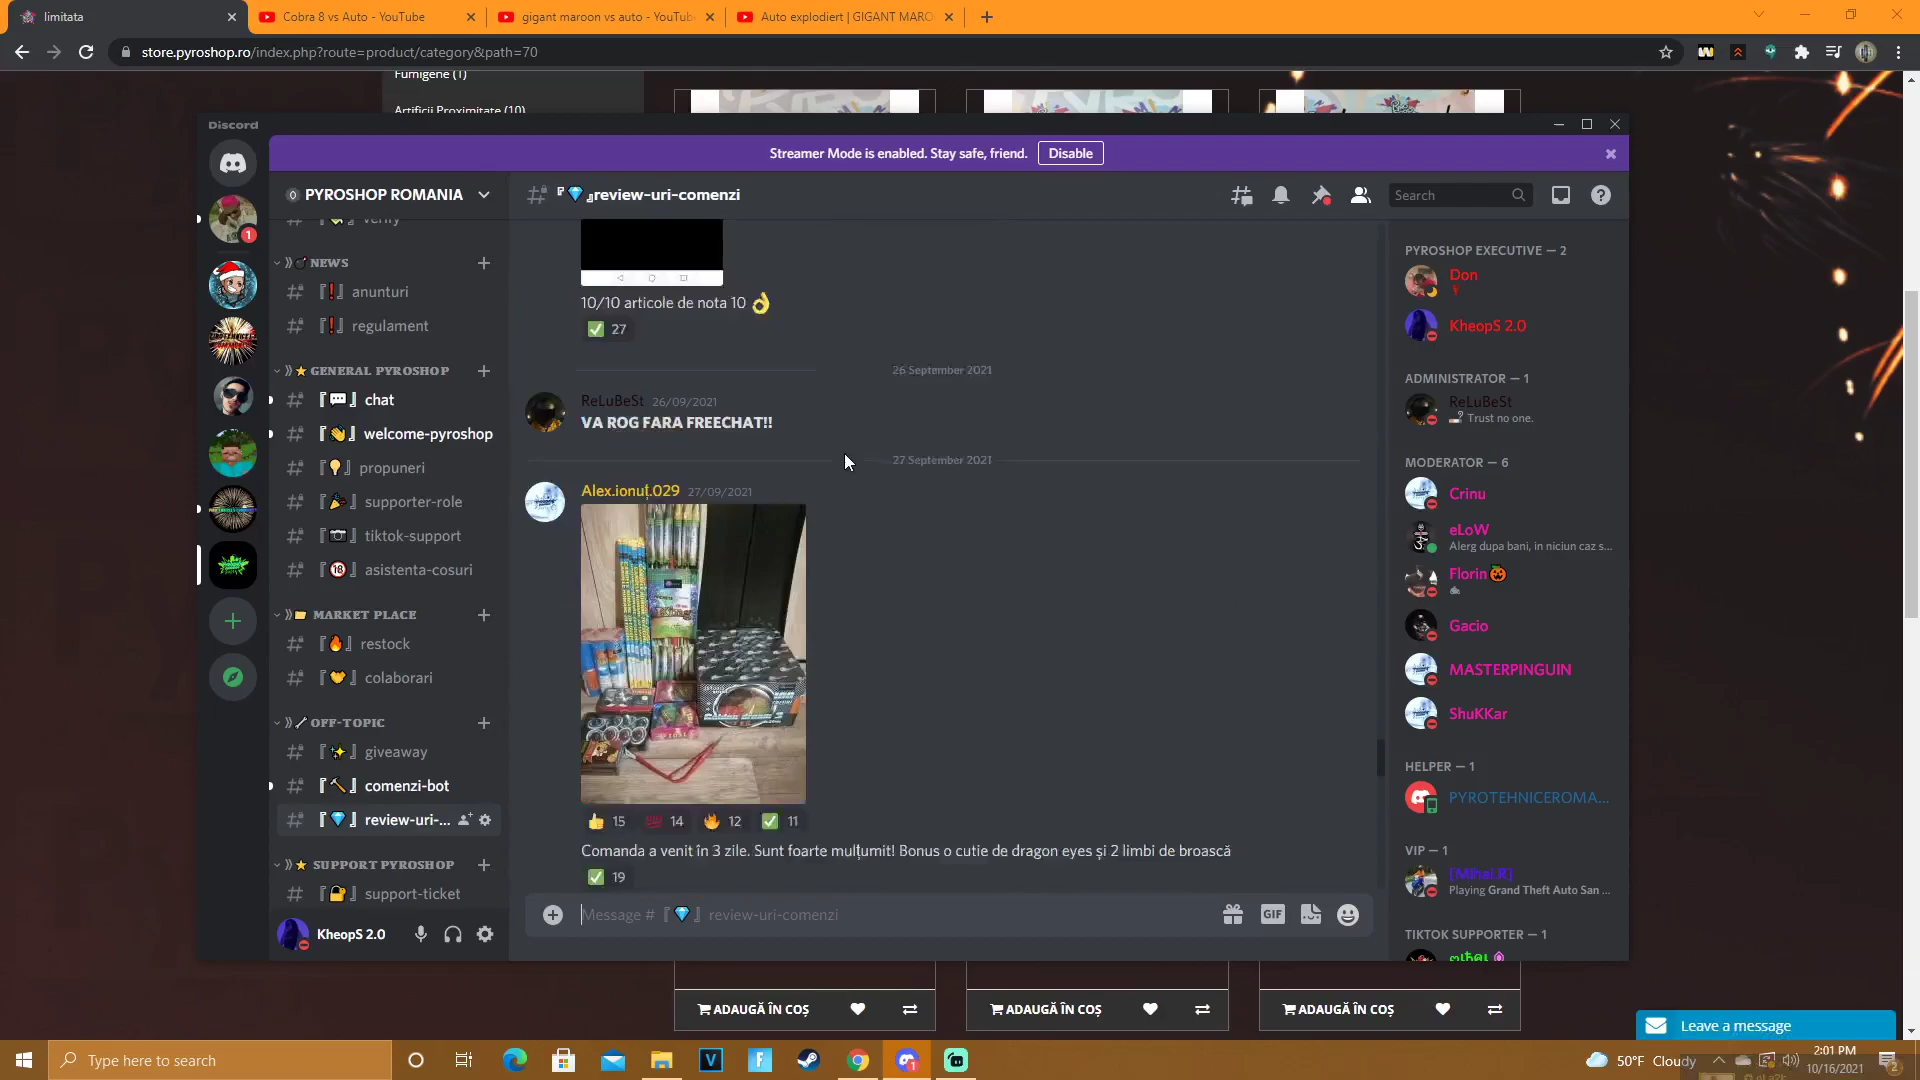 limitata
Cobra 8 vs Auto - YouTube
gigant maroon vs auto - YouTub
Auto explodiert | GIGANT MARO
store.pyroshop.ro/index.php?route=product/category&path=70
Fumigene (1)
Artificii Proximitate (10)
Discord
Streamer Mode is enabled. Stay safe, friend.
Disable
PYROSHOP ROMANIA
『💎』review-uri-comenzi
Search
verify
NEWS
『❗』anunturi
『❗』regulament
GENERAL PYROSHOP
『💬』chat
『👋』welcome-pyroshop
『💡』propuneri
『🎉』supporter-role
『📷』tiktok-support
『🔞』asistenta-cosuri
MARKET PLACE
『🔥』restock
『🤝』colaborari
OFF-TOPIC
『✨』giveaway
『🔨』comenzi-bot
『💎』review-uri-...
SUPPORT PYROSHOP
『🔐』support-ticket
KheopS 2.0
10/10 articole de nota 10 👌
27
26 September 2021
ReLuBeSt 26/09/2021
VA ROG FARA FREECHAT!!
27 September 2021
Alex.ionuț.029 27/09/2021
15 14 12 11
Comanda a venit în 3 zile. Sunt foarte mulțumit! Bonus o cutie de dragon eyes și 2 limbi de broască
19
Message #『💎』review-uri-comenzi
GIF
PYROSHOP EXECUTIVE — 2
Don
KheopS 2.0
ADMINISTRATOR — 1
ReLuBeSt
Trust no one.
MODERATOR — 6
Crinu
eLoW
Alerg dupa bani, in niciun caz s...
Florin🎃
Gacio
MASTERPINGUIN
ShuKKar
HELPER — 1
PYROTEHNICEROMA...
VIP — 1
[Mihai.R]
Playing Grand Theft Auto San ...
TIKTOK SUPPORTER — 1
ADAUGĂ ÎN COȘ
ADAUGĂ ÎN COȘ
ADAUGĂ ÎN COȘ
Leave a message
Type here to search
50°F Cloudy
2:01 PM
10/16/2021